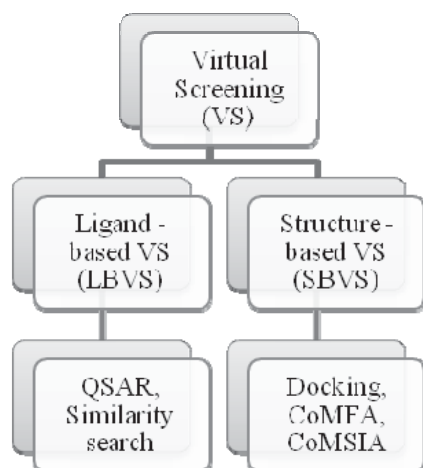 Virtual
Screening
(VS)
Ligand -
based VS
(LBVS)
Structure -
based VS
(SBVS)
QSAR,
Similarity
search
Docking,
CoMFA,
CoMSIA